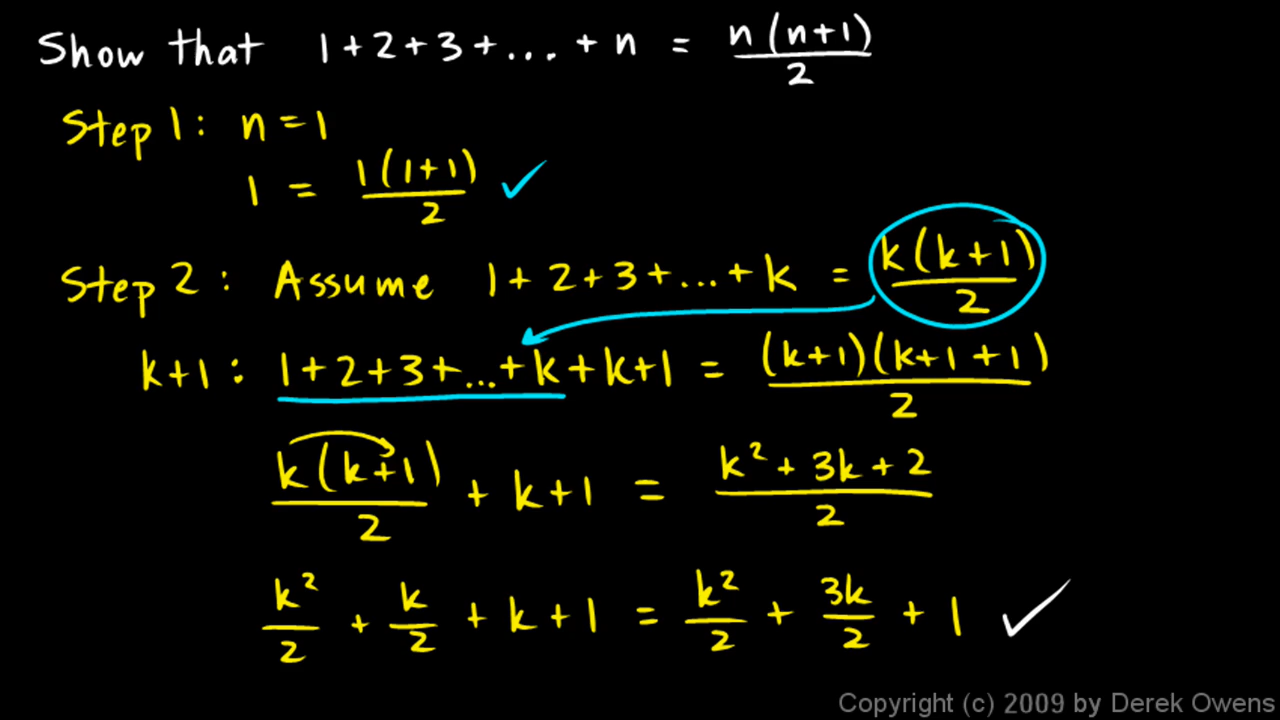 Show that 1 + 2 + 3 + ... + n = n(n+1)/2
Step 1: n = 1
1 = 1(1+1)/2 ✓
Step 2: Assume 1 + 2 + 3 + ... + k = k(k+1)/2
k+1: 1 + 2 + 3 + ... + k + k+1 = (k+1)(k+1+1)/2
k(k+1)/2 + k+1 = k² + 3k + 2/2
k²/2 + k/2 + k + 1 = k²/2 + 3k/2 + 1 ✓
Copyright (c) 2009 by Derek Owens